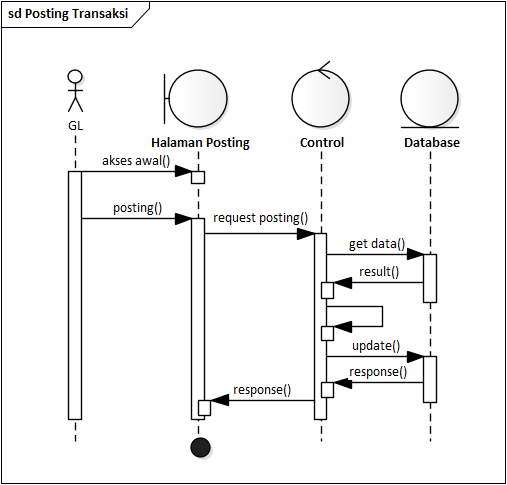 sd Posting Transaksi
GL
Halaman Posting
Control
Database
akses awal()
posting()
request posting()
get data()
result()
update()
response()
response()